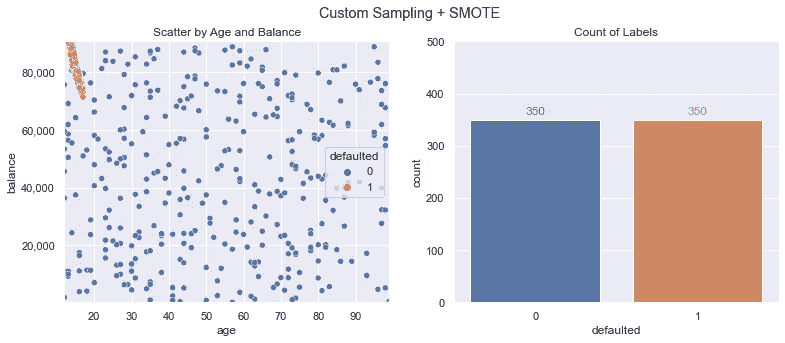 Custom Sampling + SMOTE
Scatter by Age and Balance
80,000
60,000
40,000
20,000
balance
20 30 40 50 60 70 80 90
age
defaulted
0
1
Count of Labels
500
400
300
200
100
0
count
350 350
0 1
defaulted